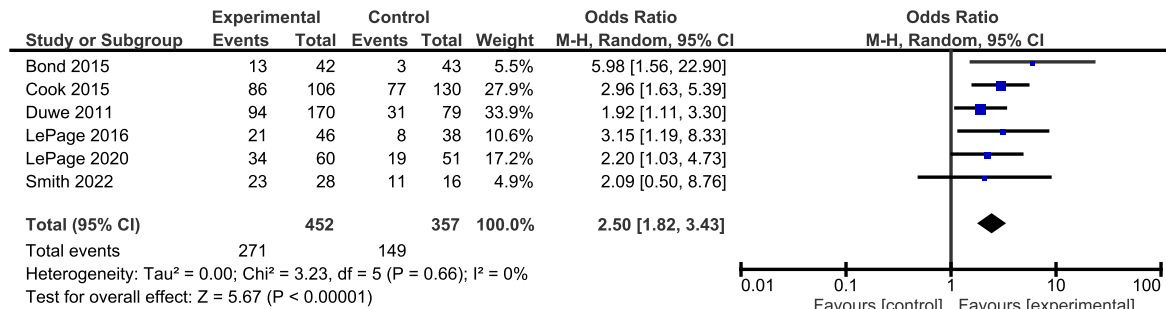 Experimental Control Odds Ratio Odds Ratio
Study or Subgroup Events Total Events Total Weight M-H, Random, 95% CI M-H, Random, 95% CI
Bond 2015 13 42 3 43 5.5% 5.98 [1.56, 22.90]
Cook 2015 86 106 77 130 27.9% 2.96 [1.63, 5.39]
Duwe 2011 94 170 31 79 33.9% 1.92 [1.11, 3.30]
LePage 2016 21 46 8 38 10.6% 3.15 [1.19, 8.33]
LePage 2020 34 60 19 51 17.2% 2.20 [1.03, 4.73]
Smith 2022 23 28 11 16 4.9% 2.09 [0.50, 8.76]
Total (95% CI) 452 357 100.0% 2.50 [1.82, 3.43]
Total events 271 149
Heterogeneity: Tau² = 0.00; Chi² = 3.23, df = 5 (P = 0.66); I² = 0%
Test for overall effect: Z = 5.67 (P < 0.00001)
0.01 0.1 1 10 100
Favours [control] Favours [experimental]